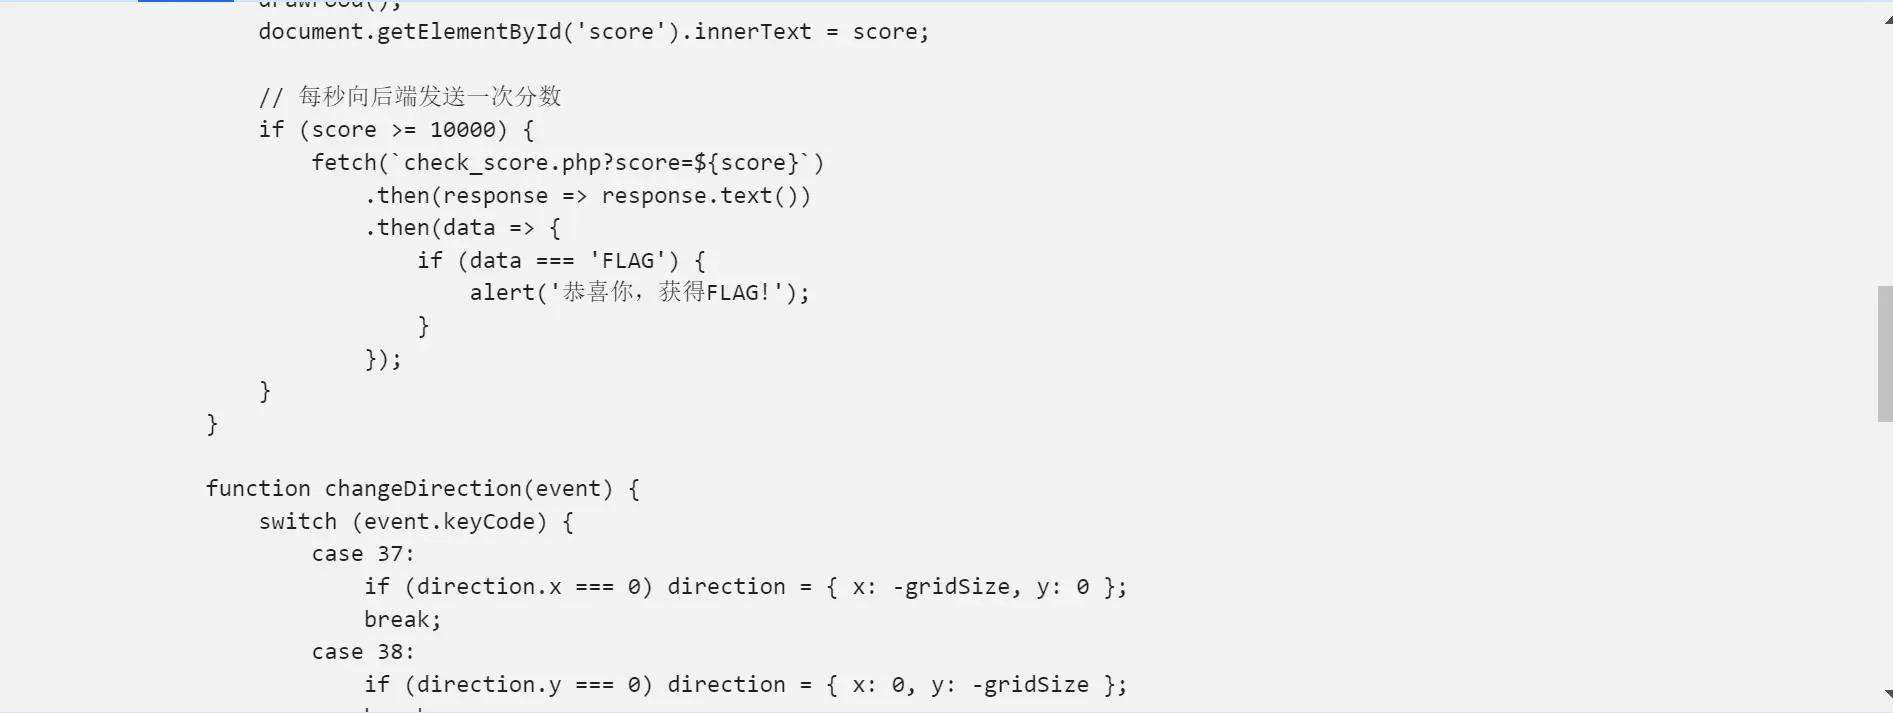 document.getElementById('score').innerText = score;
// 每秒向后端发送一次分数
if (score >= 10000) {
fetch(`check_score.php?score=${score}`)
.then(response => response.text())
.then(data => {
if (data === 'FLAG') {
alert('恭喜你，获得FLAG!');
}
});
}
}
function changeDirection(event) {
switch (event.keyCode) {
case 37:
if (direction.x === 0) direction = { x: -gridSize, y: 0 };
break;
case 38:
if (direction.y === 0) direction = { x: 0, y: -gridSize };